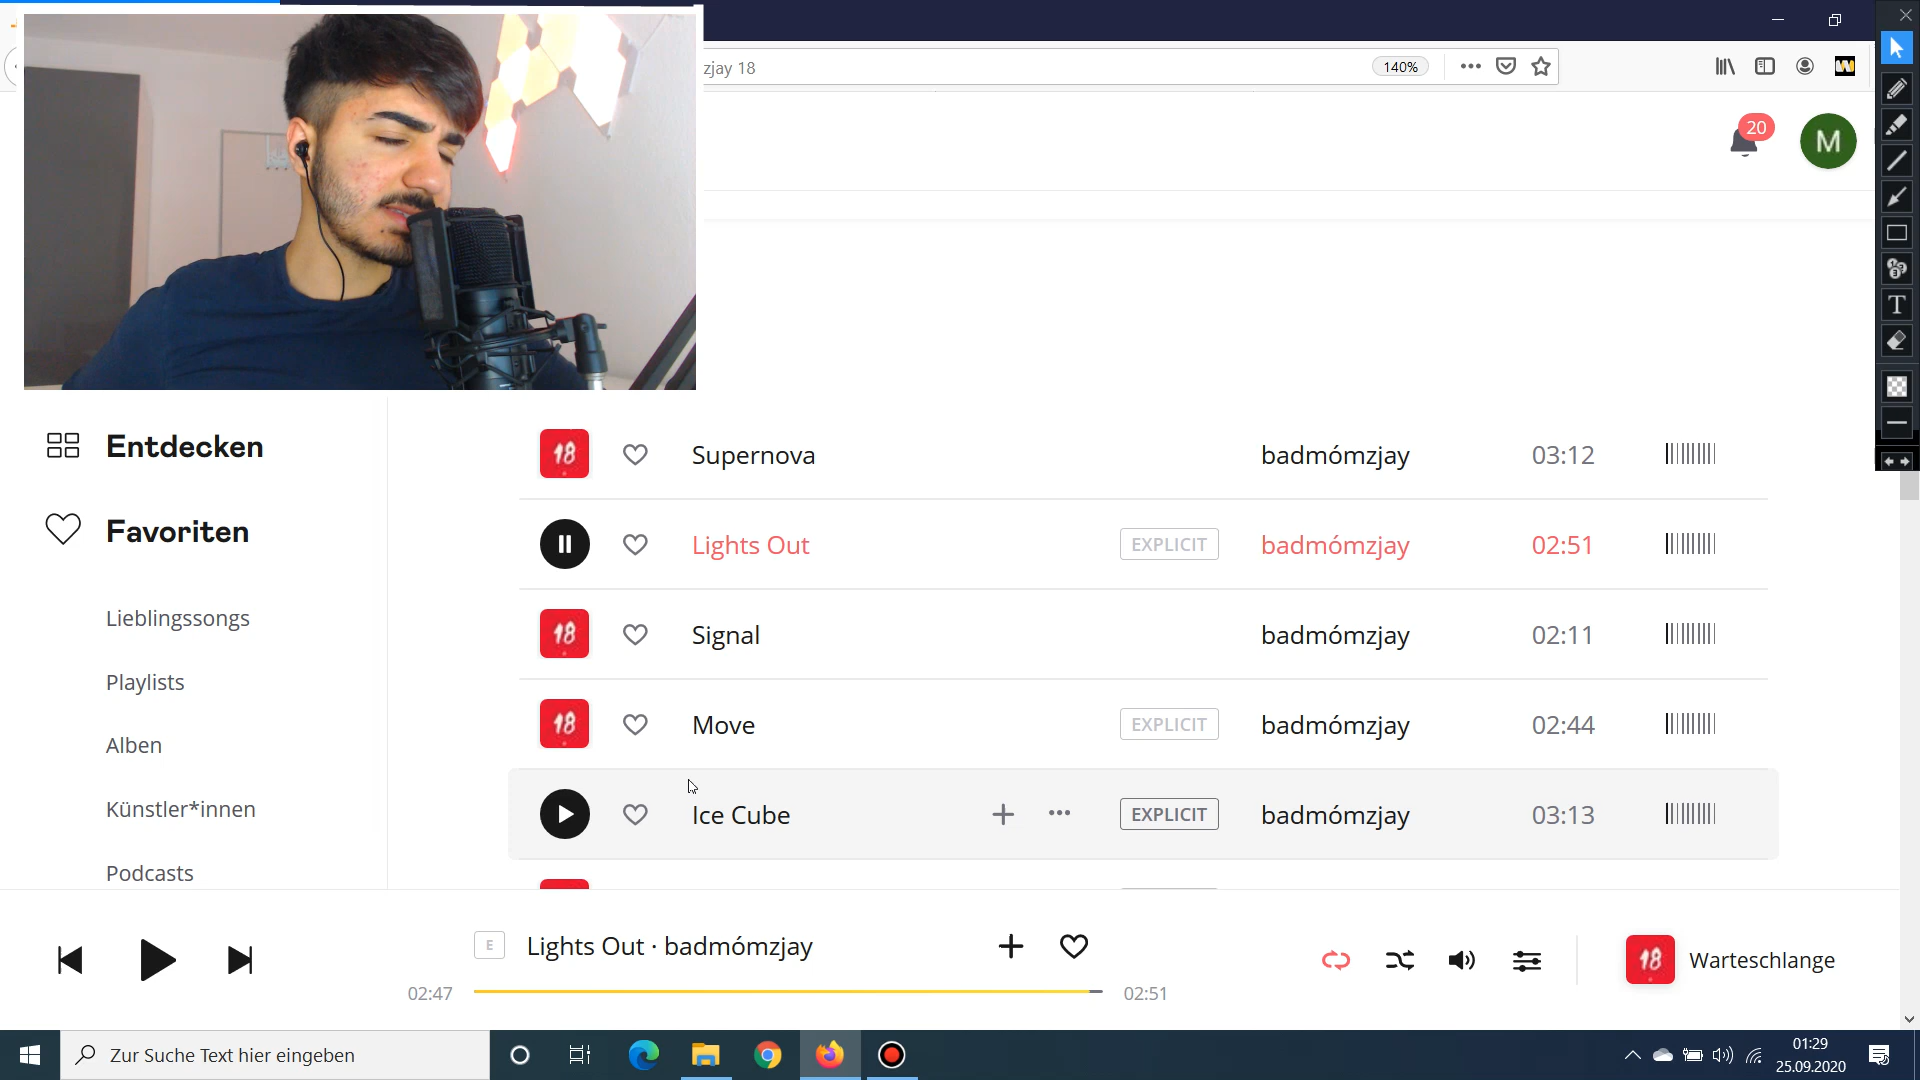 zjay 18
140%
20
M
Entdecken
Favoriten
Lieblingssongs
Playlists
Alben
Künstler*innen
Podcasts
18 Supernova badmómzjay 03:12
Lights Out EXPLICIT badmómzjay 02:51
18 Signal badmómzjay 02:11
18 Move EXPLICIT badmómzjay 02:44
Ice Cube EXPLICIT badmómzjay 03:13
E Lights Out · badmómzjay
02:47 02:51
18 Warteschlange
Zur Suche Text hier eingeben
01:29
25.09.2020
T